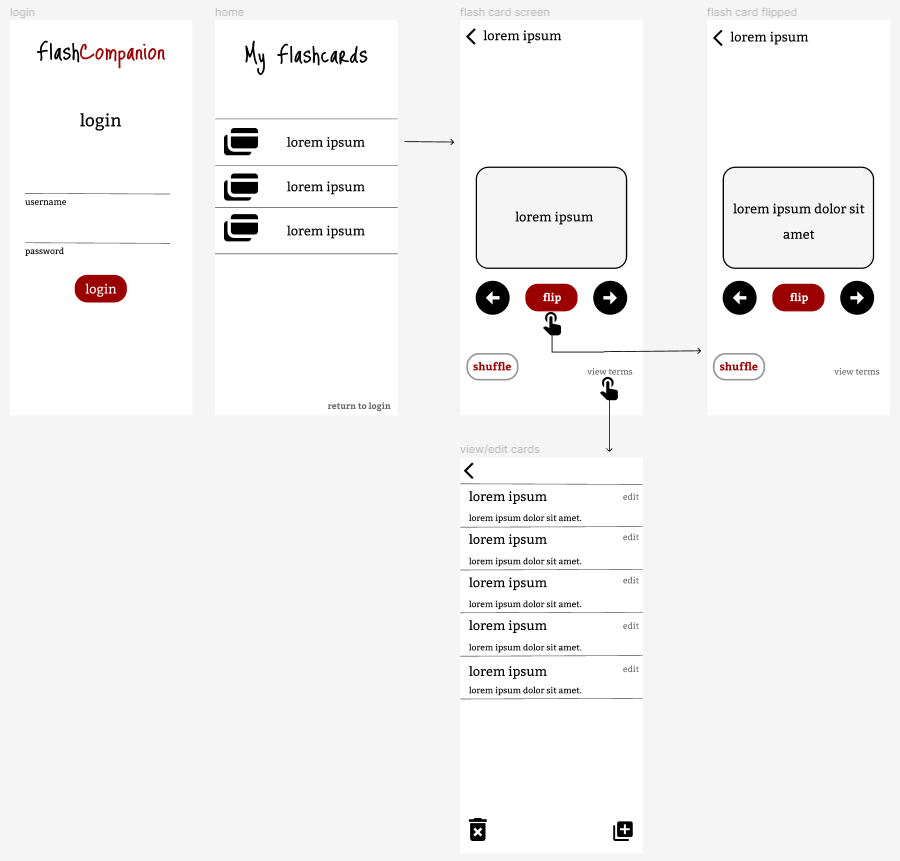 login
flashCompanion
login
username
password
login
home
My flashcards
lorem ipsum
lorem ipsum
lorem ipsum
return to login
flash card screen
lorem ipsum
lorem ipsum
flip
shuffle
view terms
flash card flipped
lorem ipsum
lorem ipsum dolor sit
amet
flip
shuffle
view terms
view/edit cards
lorem ipsum
edit
lorem ipsum dolor sit amet.
lorem ipsum
edit
lorem ipsum dolor sit amet.
lorem ipsum
edit
lorem ipsum dolor sit amet.
lorem ipsum
edit
lorem ipsum dolor sit amet.
lorem ipsum
edit
lorem ipsum dolor sit amet.